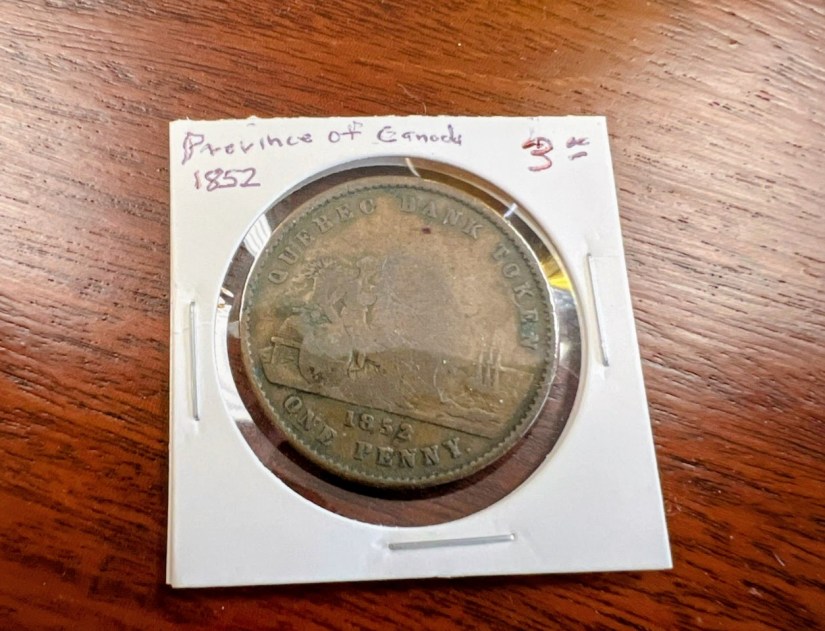 Province of Canada
3 00
1852
QUEBEC BANK TOKEN
1852
ONE PENNY.